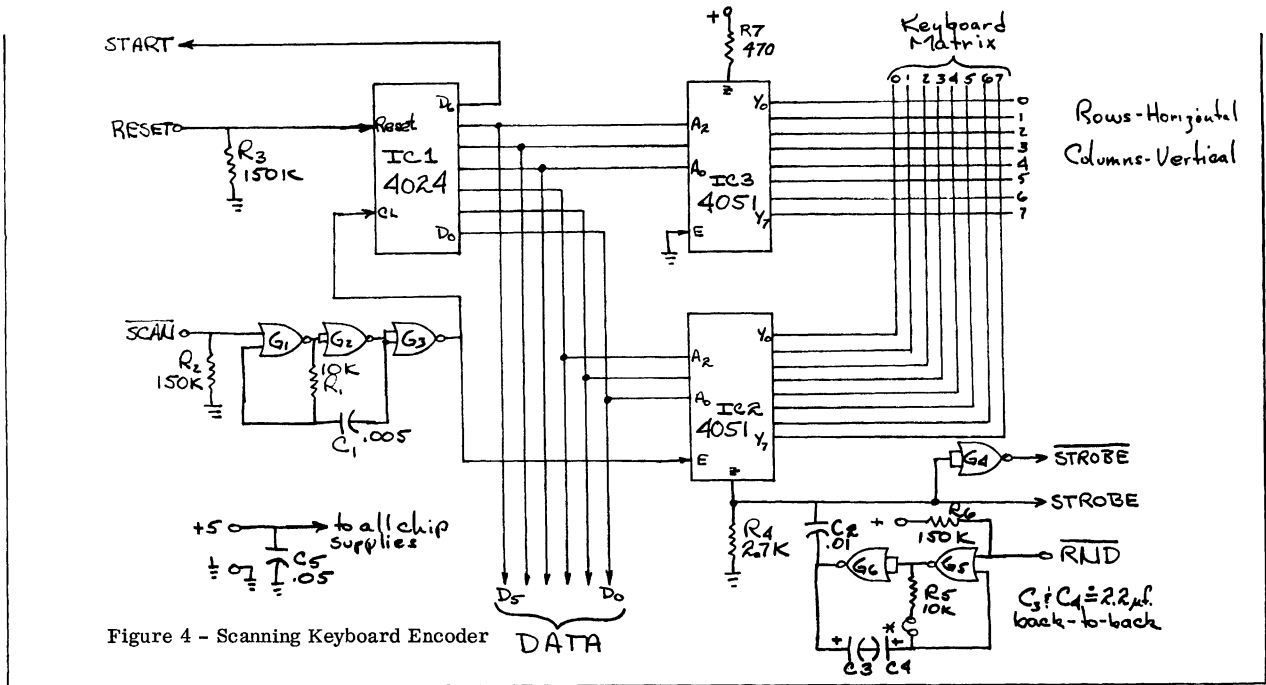 START
RESET
R3
150K
Reset
IC1
4024
CL
D6
D0
+
R7
470
Z
A2
A0
IC3
4051
E
Y0
Y7
Keyboard
Matrix
0 1 2 3 4 5 6 7
0
1
2
3
4
5
6
7
Rows-Horizontal
Columns-Vertical
SCAN
R2
150K
G1
G2
G3
10K
R1
C1 .005
A2
A0
IC2
4051
E
Z
Y0
Y7
G4
STROBE
STROBE
R4
2.7K
C2
.01
+
R6
150K
RND
G6
G5
R5
10K
*
+
+
C3
C4
C3 & C4 = 2.2 µf.
back-to-back
+5
to all chip
supplies
C5
.05
D5
D0
DATA
Figure 4 - Scanning Keyboard Encoder